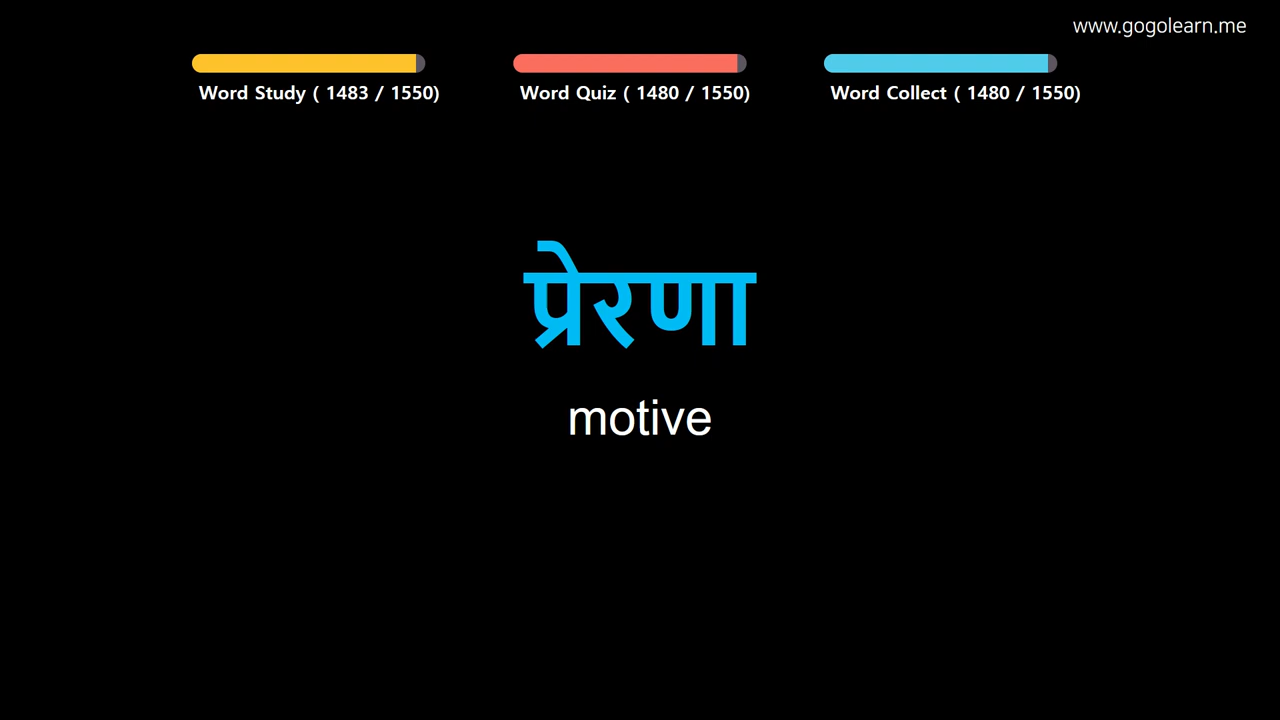 www.gogolearn.me
Word Study ( 1483 / 1550)
Word Quiz ( 1480 / 1550)
Word Collect ( 1480 / 1550)
प्रेरणा
motive